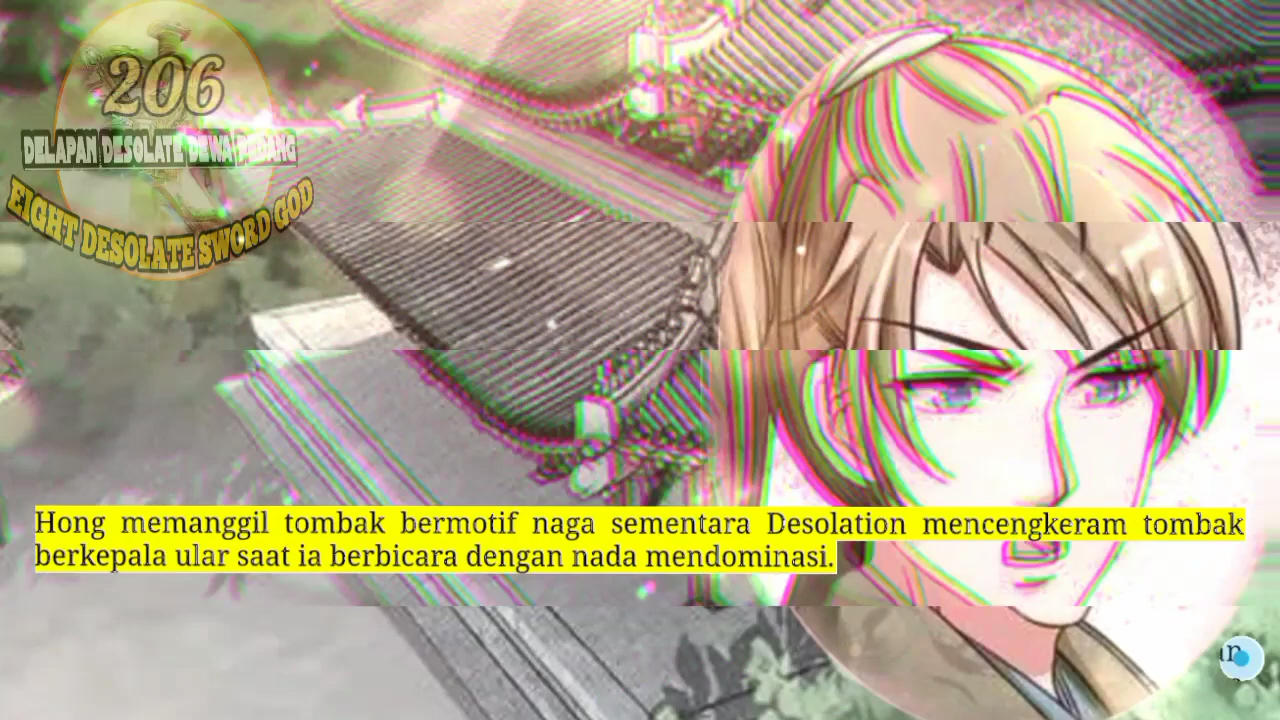 206
DELAPAN DESOLATE DEWA PEDANG
EIGHT DESOLATE SWORD GOD
Hong memanggil tombak bermotif naga sementara Desolation mencengkeram tombak
berkepala ular saat ia berbicara dengan nada mendominasi.